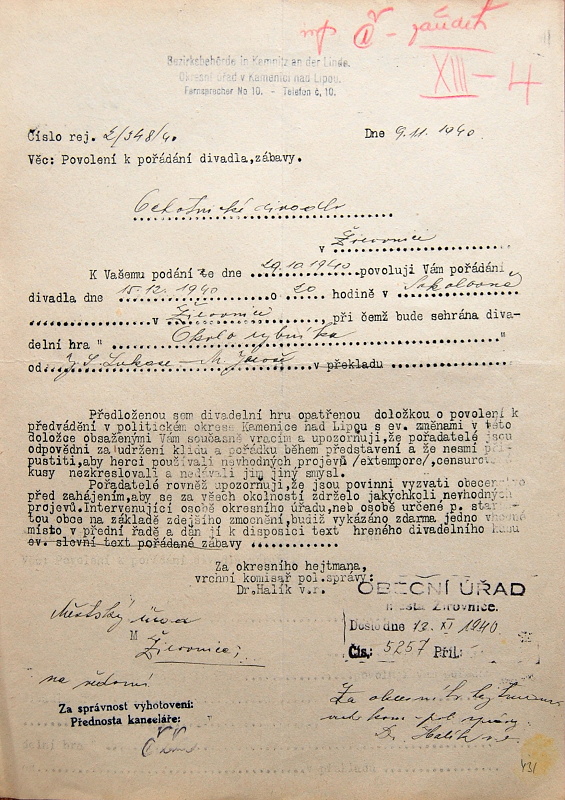 XIII – 4
Bezirksbehörde in Kamnitz an der Linde.
Okresní úřad v Kamenici nad Lipou.
Fernsprecher No 10. - Telefon č. 10.
Číslo rej. 2/348/4. Dne 9.11.1940.
Věc: Povolení k pořádání divadla,zábavy.
Ochotnické divadlo
v Žirovnici
K Vašemu podání ze dne 29.10.1940 povoluji Vám pořádání
divadla dne 15.12.1940 o 20 hodině v Sokolovně
v Žirovnici, při čemž bude sehrána diva-
delní hra " Okolo rybníka "
od v překladu
Předloženou sem divadelní hru opatřenou doložkou o povolení k
předvádění v politickém okrese Kamenice nad Lipou s ev. změnami v této
doložce obsaženými Vám současně vracím a upozorňuji,že pořadatelé jsou
odpovědni za udržení klidu a pořádku během představení a že nesmí při-
pustiti,aby herci používali nevhodných projevů /extempore/,censurou
kusy nezkreslovali a nedávali jim jiný smysl.
Pořadatelé rovněž upozorňuji,že jsou povinni vyzvati obecenstvo
před zahájením,aby se za všech okolností zdrželo jakýchkoli nevhodných
projevů.Intervenující osobě okresního úřadu,neb osobě určené p. staros-
tou obce na základě zdejšího zmocnění,budiž vykázáno zdarma jedno vhodné
místo v přední řadě a dán jí k disposici text hreného divadelního kusu
ev. slevní text pořádané zábavy
Za okresního hejtmana,
vrchní komisař pol.správy:
Dr.Halík v.r.
OBECNÍ ÚŘAD
města Žirovnice.
Došlo dne 12. XI 1940
Čís.: 5257 Příl.:
Městský úřad
v
Žirovnici
na vědomí
Za správnost vyhotovení:
Přednosta kanceláře:
Za okresního hejtmana
vrch. kom. pol. správy
Dr. Halík v.r.
431